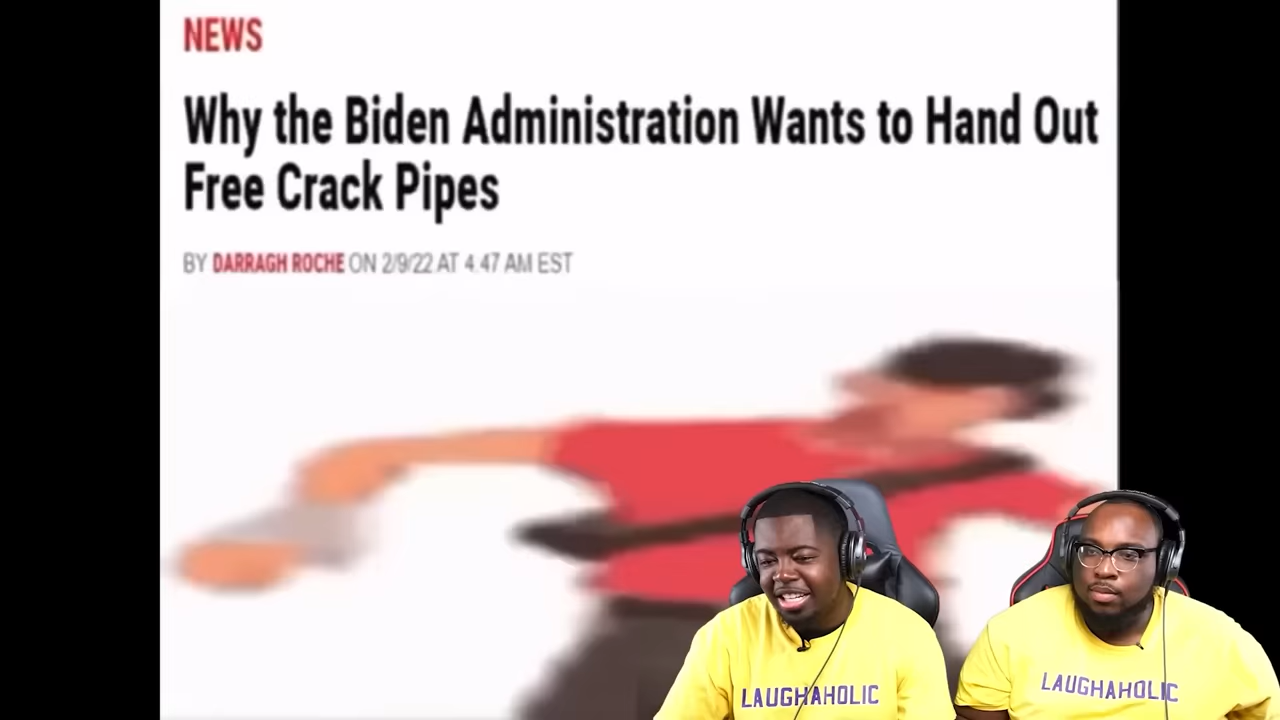 NEWS
Why the Biden Administration Wants to Hand Out
Free Crack Pipes
BY DARRAGH ROCHE ON 2/9/22 AT 4:47 AM EST
LAUGHAHOLIC
LAUGHAHOLIC